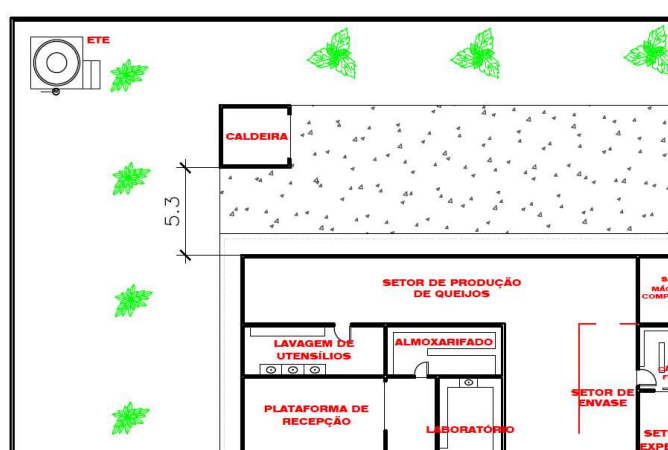 ETE
CALDEIRA
5.3
SETOR DE PRODUÇÃO
DE QUEIJOS
LAVAGEM DE
UTENSÍLIOS
ALMOXARIFADO
PLATAFORMA DE
RECEPÇÃO
LABORATÓRIO
SETOR DE
ENVASE